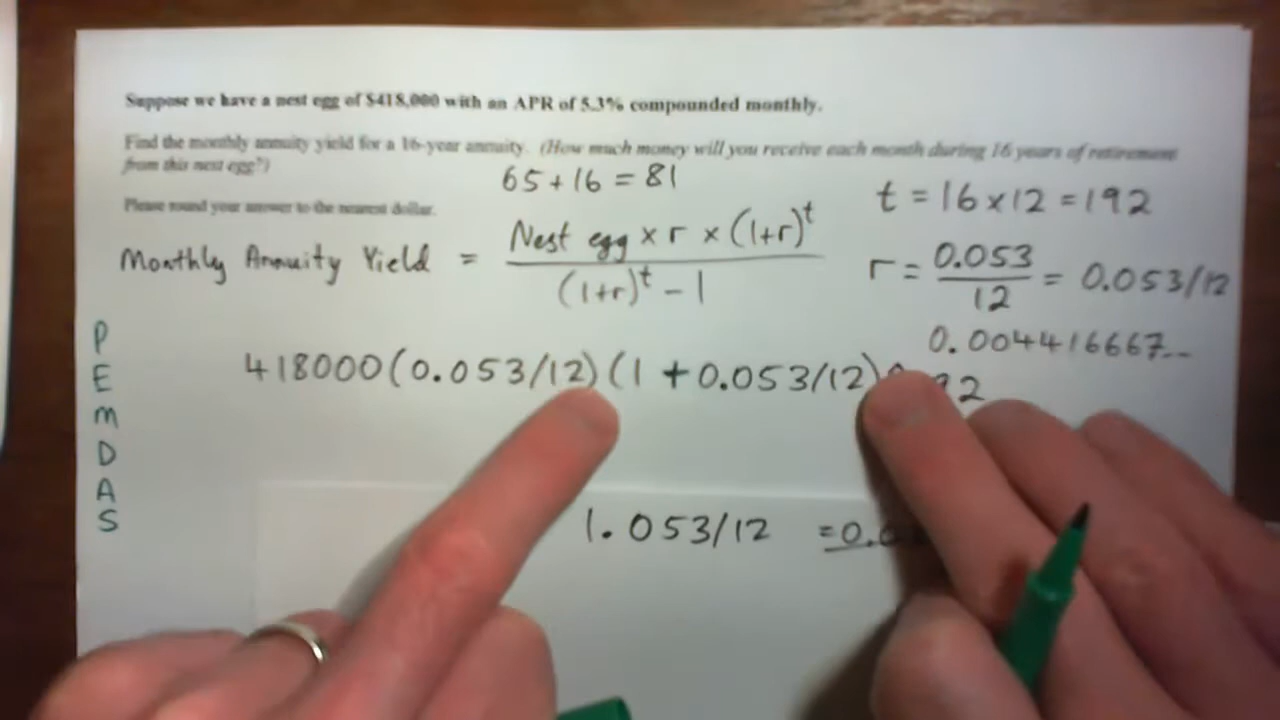 Suppose we have a nest egg of $418,000 with an APR of 5.3% compounded monthly.
Find the monthly annuity yield for a 16-year annuity. (How much money will you receive each month during 16 years of retirement
from this nest egg?)
65 + 16 = 81
Please round your answer to the nearest dollar.
t = 16 x 12 = 192
Monthly Annuity Yield = Nest egg x r x (1+r)^t
(1+r)^t - 1
r = 0.053
12
= 0.053/12
0.004416667...
418000(0.053/12)(1 + 0.053/12)
P
E
M
D
A
S
1.053/12 =0.